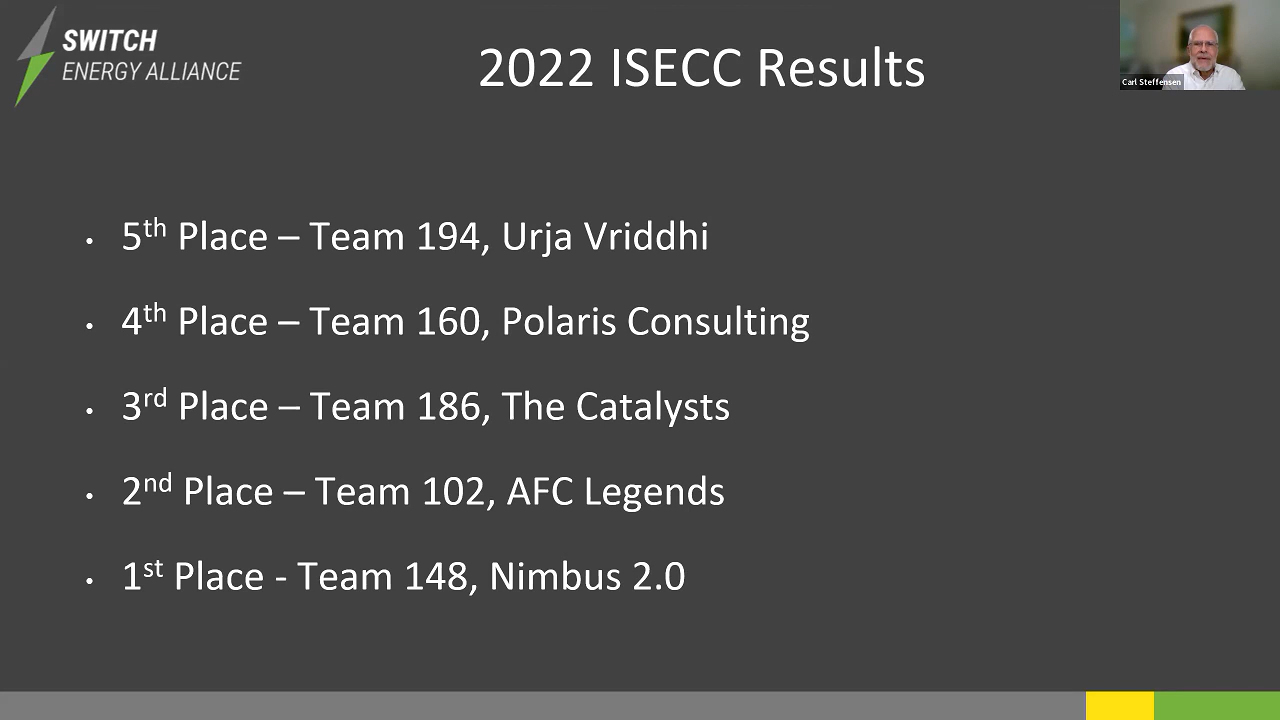 SWITCH
ENERGY ALLIANCE
2022 ISECC Results
Carl Steffensen
• 5th Place – Team 194, Urja Vriddhi
• 4th Place – Team 160, Polaris Consulting
• 3rd Place – Team 186, The Catalysts
• 2nd Place – Team 102, AFC Legends
• 1st Place - Team 148, Nimbus 2.0